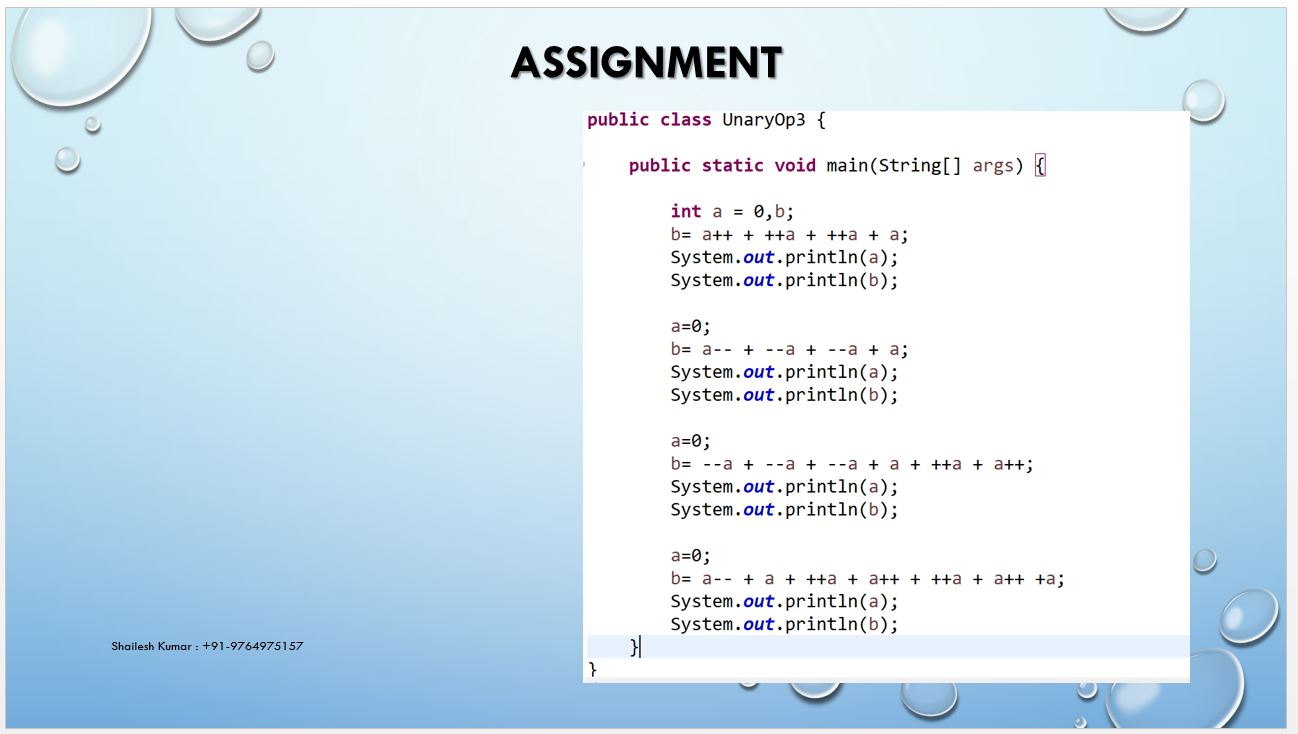 ASSIGNMENT
public class UnaryOp3 {
public static void main(String[] args) {
int a = 0,b;
b= a++ + ++a + ++a + a;
System.out.println(a);
System.out.println(b);
a=0;
b= a-- + --a + --a + a;
System.out.println(a);
System.out.println(b);
a=0;
b= --a + --a + --a + a + ++a + a++;
System.out.println(a);
System.out.println(b);
a=0;
b= a-- + a + ++a + a++ + ++a + a++ +a;
System.out.println(a);
System.out.println(b);
}
}
Shailesh Kumar : +91-9764975157